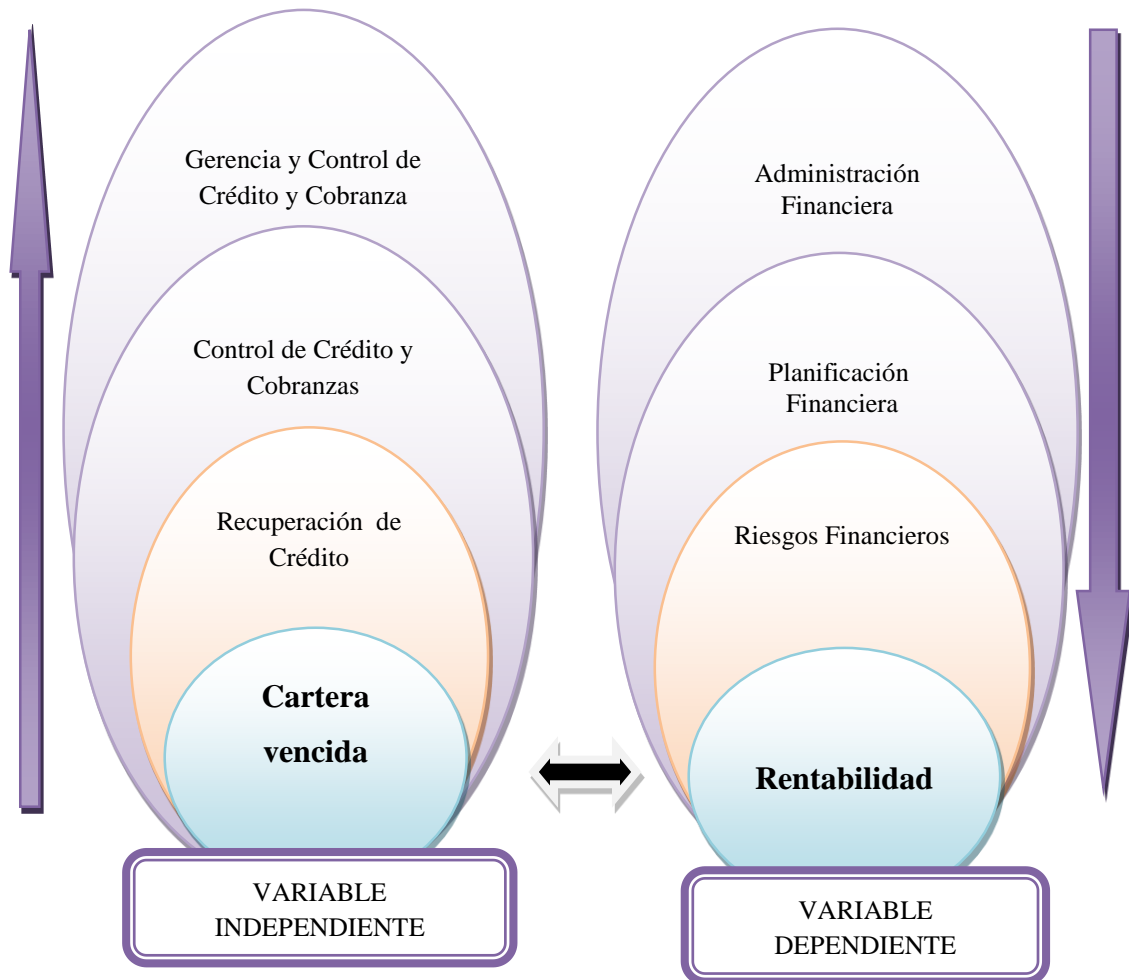 Gerencia y Control de
Crédito y Cobranza
Control de Crédito y
Cobranzas
Recuperación de
Crédito
Cartera
vencida
VARIABLE
INDEPENDIENTE
Administración
Financiera
Planificación
Financiera
Riesgos Financieros
Rentabilidad
VARIABLE
DEPENDIENTE